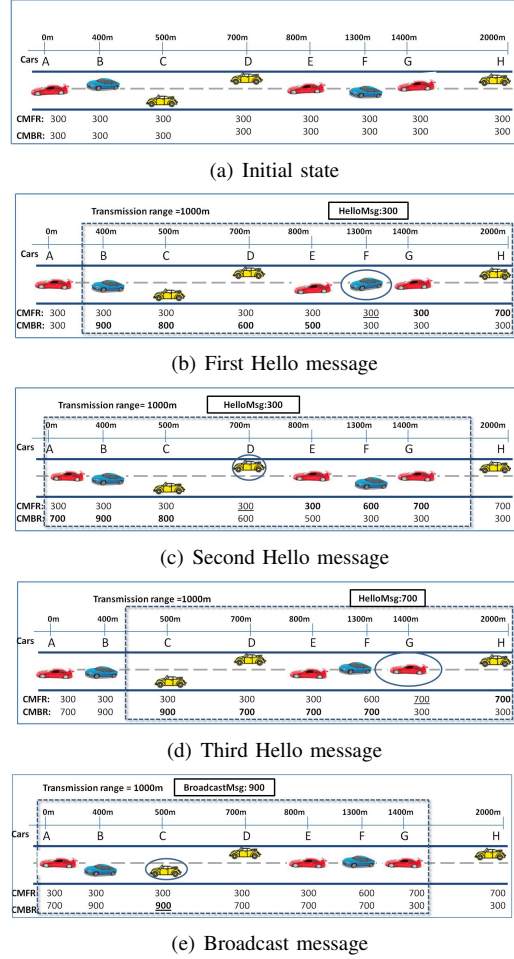 0m 400m 500m 700m 800m 1300m 1400m 2000m
Cars A B C D E F G H
CMFR: 300 300 300 300 300 300 300 300
CMBR: 300 300 300 300 300 300 300 300
(a) Initial state
Transmission range =1000m HelloMsg:300
0m 400m 500m 700m 800m 1300m 1400m 2000m
Cars A B C D E F G H
CMFR: 300 300 300 300 300 300 300 700
CMBR: 300 900 800 600 500 300 300 300
(b) First Hello message
Transmission range= 1000m HelloMsg:300
0m 400m 500m 700m 800m 1300m 1400m 2000m
Cars A B C D E F G H
CMFR: 300 300 300 300 300 600 700 700
CMBR: 700 900 800 600 500 300 300 300
(c) Second Hello message
Transmission range =1000m HelloMsg:700
0m 400m 500m 700m 800m 1300m 1400m 2000m
Cars A B C D E F G H
CMFR: 300 300 300 300 300 600 700 700
CMBR: 700 900 900 700 700 700 300 300
(d) Third Hello message
Transmission range = 1000m BroadcastMsg: 900
0m 400m 500m 700m 800m 1300m 1400m 2000m
Cars A B C D E F G H
CMFR: 300 300 300 300 300 600 700 700
CMBR: 700 900 900 700 700 700 300 300
(e) Broadcast message